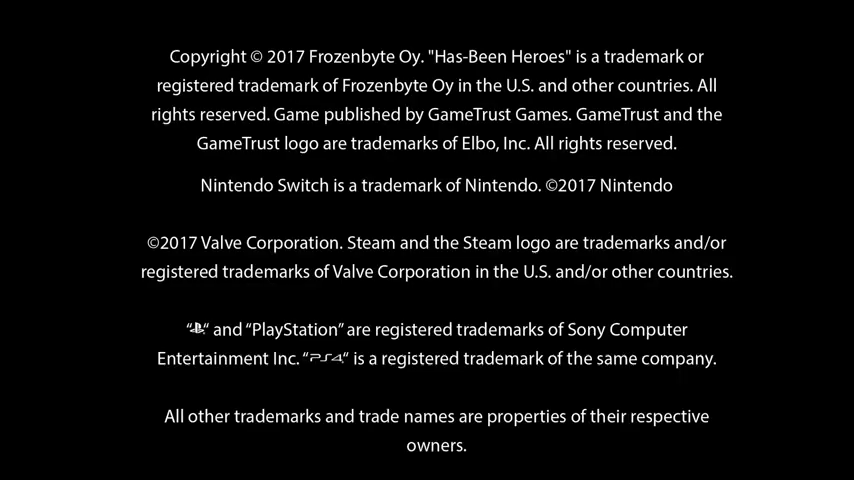 Copyright © 2017 Frozenbyte Oy. "Has-Been Heroes" is a trademark or
registered trademark of Frozenbyte Oy in the U.S. and other countries. All
rights reserved. Game published by GameTrust Games. GameTrust and the
GameTrust logo are trademarks of Elbo, Inc. All rights reserved.
Nintendo Switch is a trademark of Nintendo. ©2017 Nintendo
©2017 Valve Corporation. Steam and the Steam logo are trademarks and/or
registered trademarks of Valve Corporation in the U.S. and/or other countries.
“PS“ and “PlayStation” are registered trademarks of Sony Computer
Entertainment Inc. “PS4“ is a registered trademark of the same company.
All other trademarks and trade names are properties of their respective
owners.